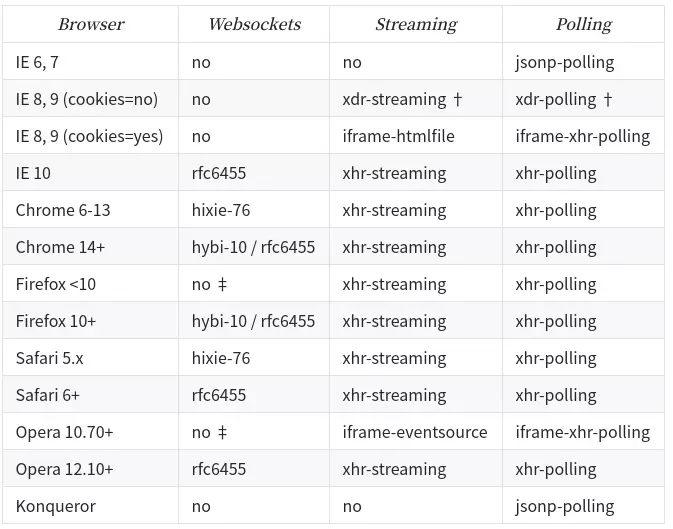 Browser Websockets Streaming Polling
IE 6, 7 no no jsonp-polling
IE 8, 9 (cookies=no) no xdr-streaming † xdr-polling †
IE 8, 9 (cookies=yes) no iframe-htmlfile iframe-xhr-polling
IE 10 rfc6455 xhr-streaming xhr-polling
Chrome 6-13 hixie-76 xhr-streaming xhr-polling
Chrome 14+ hybi-10 / rfc6455 xhr-streaming xhr-polling
Firefox <10 no ‡ xhr-streaming xhr-polling
Firefox 10+ hybi-10 / rfc6455 xhr-streaming xhr-polling
Safari 5.x hixie-76 xhr-streaming xhr-polling
Safari 6+ rfc6455 xhr-streaming xhr-polling
Opera 10.70+ no ‡ iframe-eventsource iframe-xhr-polling
Opera 12.10+ rfc6455 xhr-streaming xhr-polling
Konqueror no no jsonp-polling